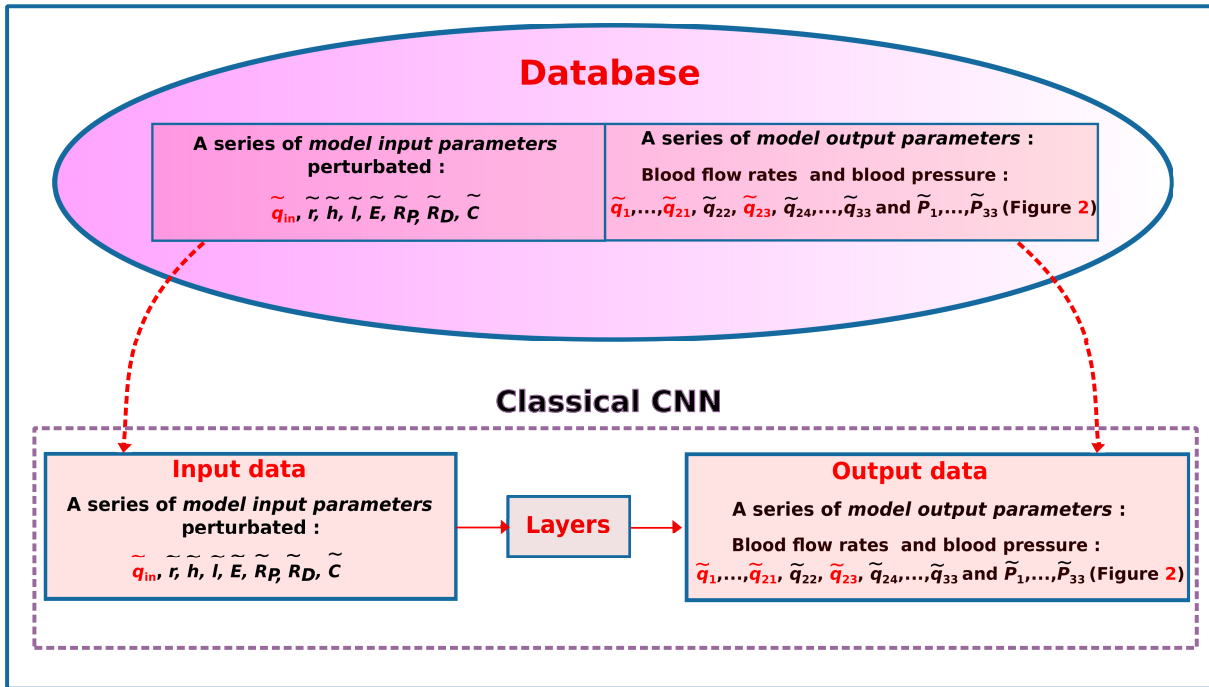 Database
A series of model input parameters
perturbated :
q̃in, r̃, h̃, l̃, Ẽ, R̃P, R̃D, C̃
A series of model output parameters :
Blood flow rates and blood pressure :
q̃1,...,q̃21, q̃22, q̃23, q̃24,...,q̃33 and P̃1,...,P̃33 (Figure 2)
Classical CNN
Input data
A series of model input parameters
perturbated :
q̃in, r̃, h̃, l̃, Ẽ, R̃P, R̃D, C̃
Layers
Output data
A series of model output parameters :
Blood flow rates and blood pressure :
q̃1,...,q̃21, q̃22, q̃23, q̃24,...,q̃33 and P̃1,...,P̃33 (Figure 2)